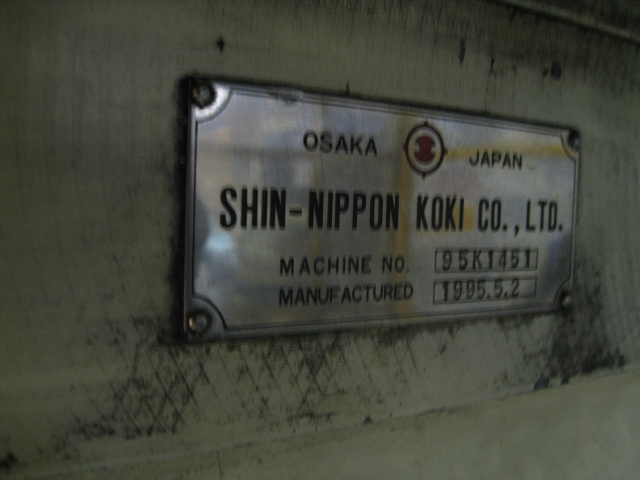 OSAKA JAPAN
SHIN-NIPPON KOKI CO., LTD.
MACHINE NO. 95K1451
MANUFACTURED 1995.5.2